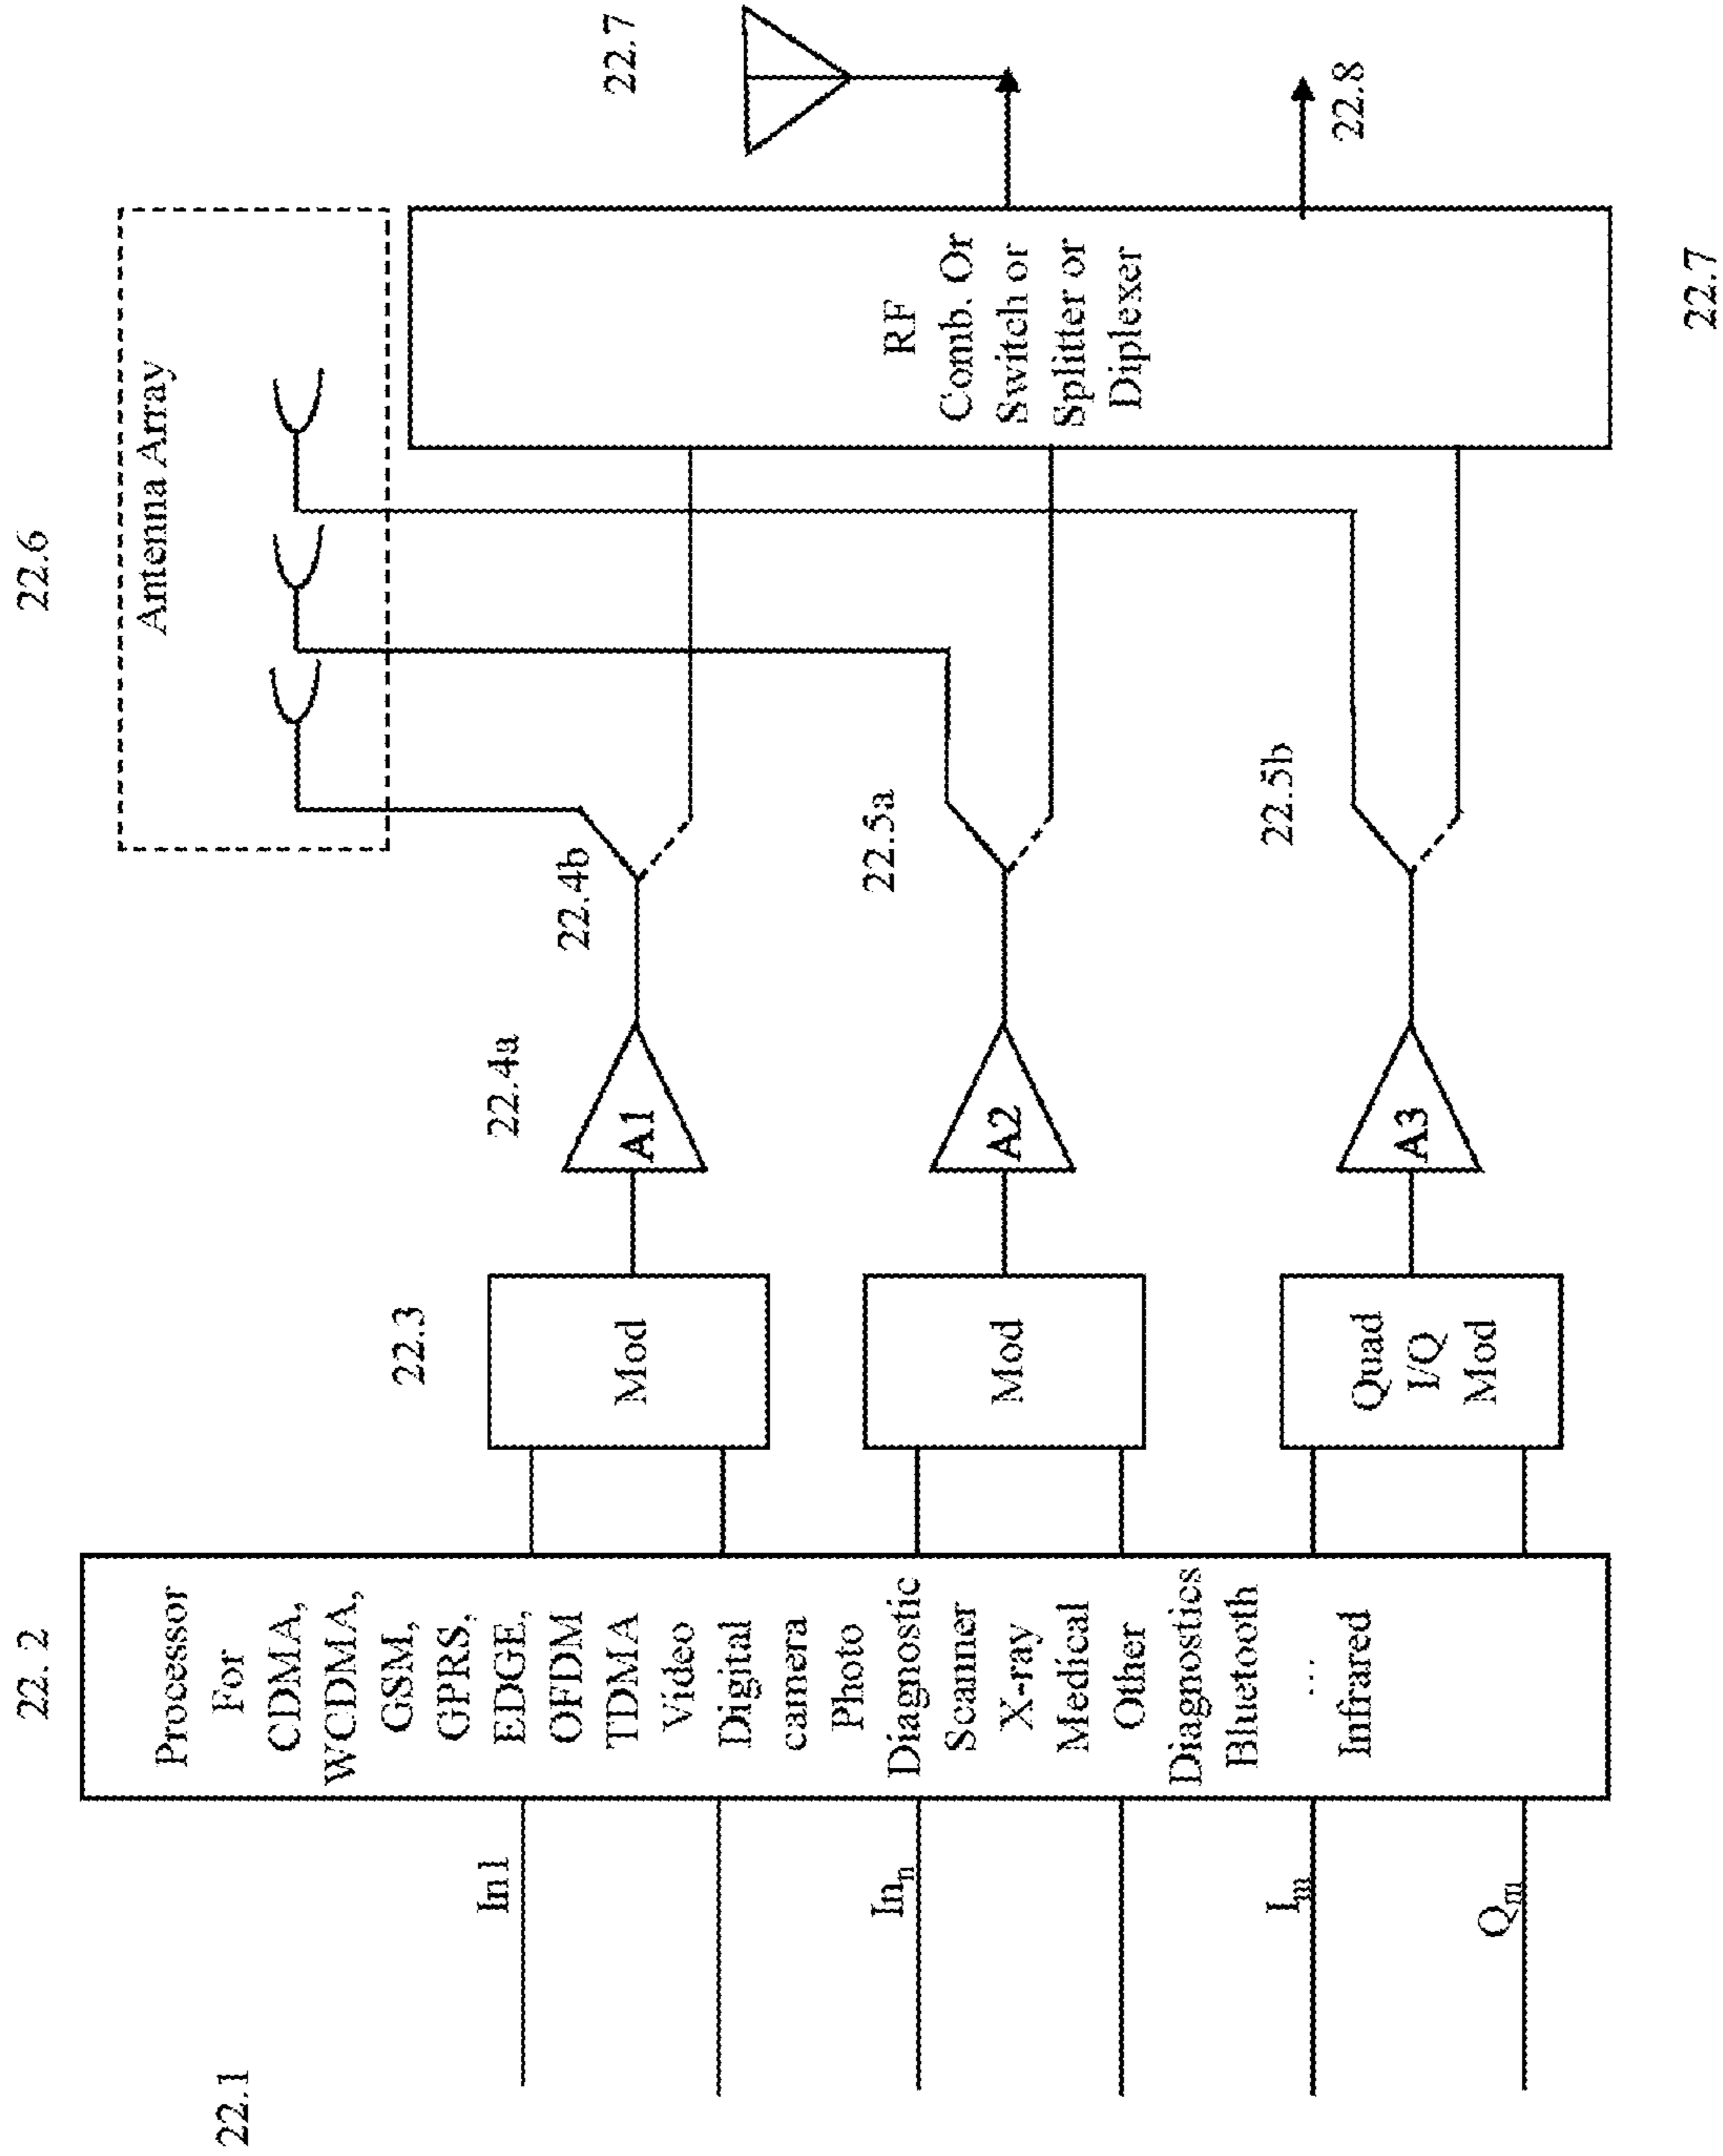 22.1
In1
In_n
I_m
Q_m
22. 2
Processor
For
CDMA,
WCDMA,
GSM,
GPRS,
EDGE,
OFDM
TDMA
Video
Digital
camera
Photo
Diagnostic
Scanner
X-ray
Medical
Other
Diagnostics
Bluetooth
...
Infrared
22.3
Mod
Mod
Quad
I/Q
Mod
22.4a
A1
A2
A3
22.4b
22.5a
22.5b
22.6
Antenna Array
RF
Comb. Or
Switch or
Splitter or
Diplexer
22.7
22.7
22.8